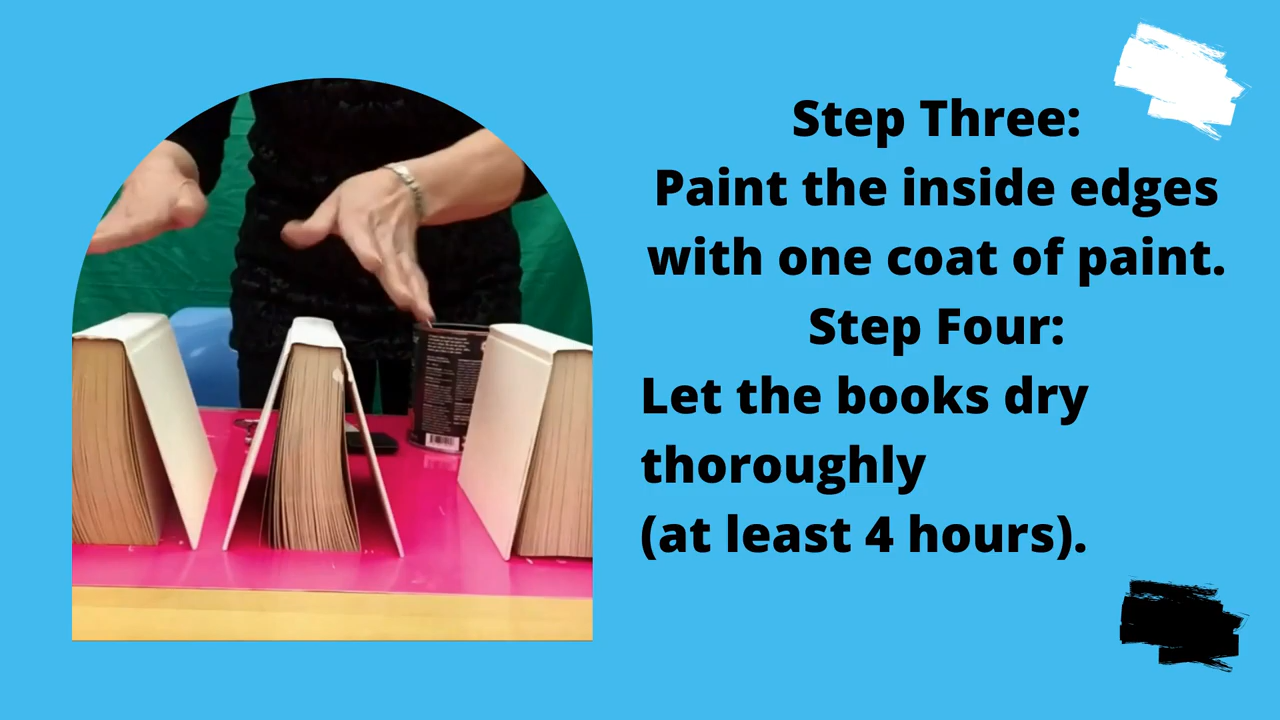 Step Three:
Paint the inside edges
with one coat of paint.
Step Four:
Let the books dry
thoroughly
(at least 4 hours).